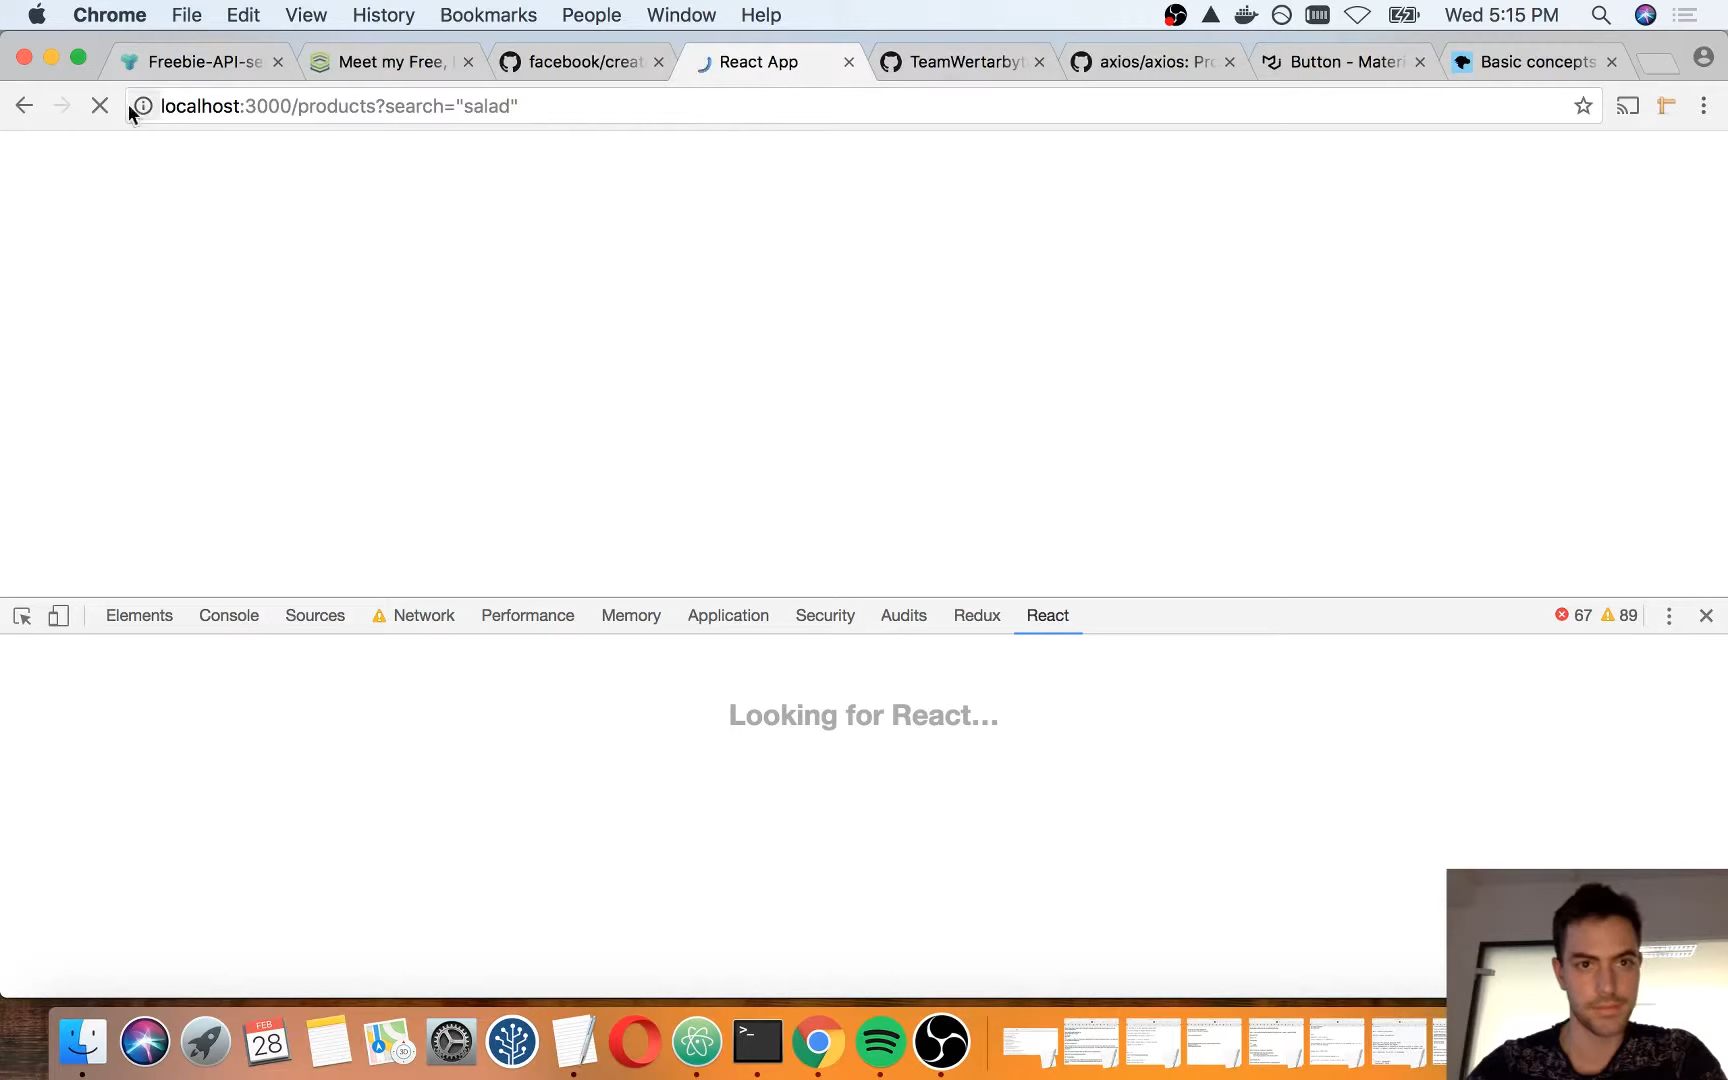 Chrome File Edit View History Bookmarks People Window Help Wed 5:15 PM
Freebie-API-se Meet my Free, facebook/creat React App TeamWertarbyt axios/axios: Pro Button - Materi Basic concepts
localhost:3000/products?search="salad"
Elements Console Sources Network Performance Memory Application Security Audits Redux React 67 89
Looking for React...
FEB
28
3D
>_